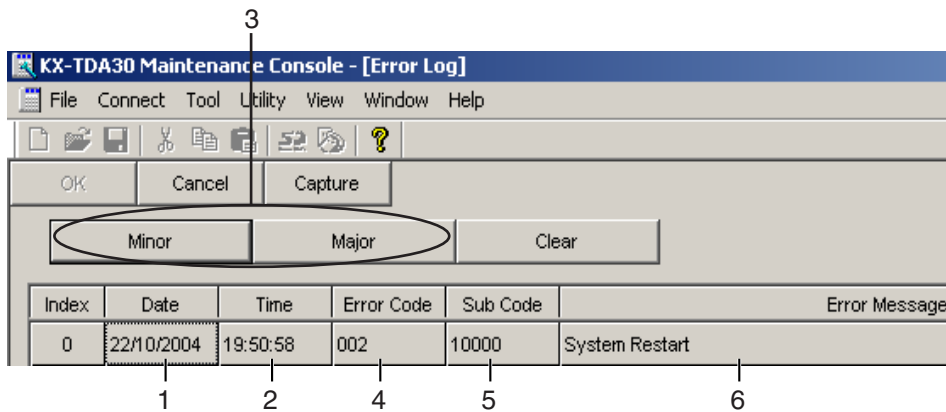 3
KX-TDA30 Maintenance Console - [Error Log]
File Connect Tool Utility View Window Help
OK Cancel Capture
Minor Major Clear
Index Date Time Error Code Sub Code Error Message
0 22/10/2004 19:50:58 002 10000 System Restart
1 2 4 5 6